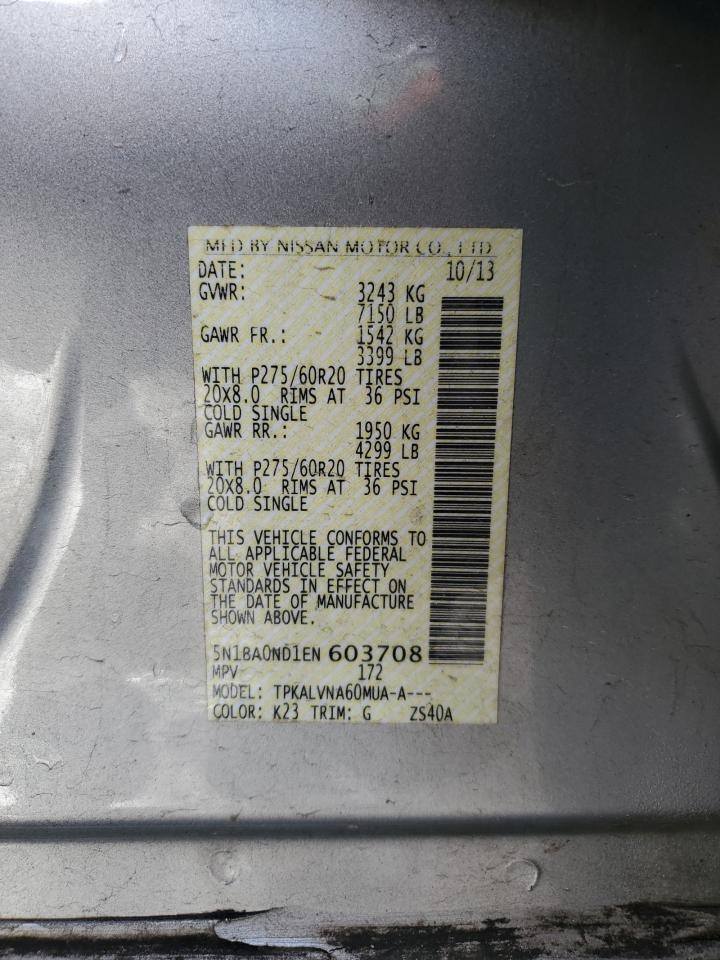 MFD BY NISSAN MOTOR CO., LTD.
DATE: 10/13
GVWR: 3243 KG
7150 LB
GAWR FR.: 1542 KG
3399 LB
WITH P275/60R20 TIRES
20X8.0 RIMS AT 36 PSI
COLD SINGLE
GAWR RR.: 1950 KG
4299 LB
WITH P275/60R20 TIRES
20X8.0 RIMS AT 36 PSI
COLD SINGLE
THIS VEHICLE CONFORMS TO
ALL APPLICABLE FEDERAL
MOTOR VEHICLE SAFETY
STANDARDS IN EFFECT ON
THE DATE OF MANUFACTURE
SHOWN ABOVE.
5N1BA0ND1EN 603708
MPV 172
MODEL: TPKALVNA60MUA-A---
COLOR: K23 TRIM: G ZS40A